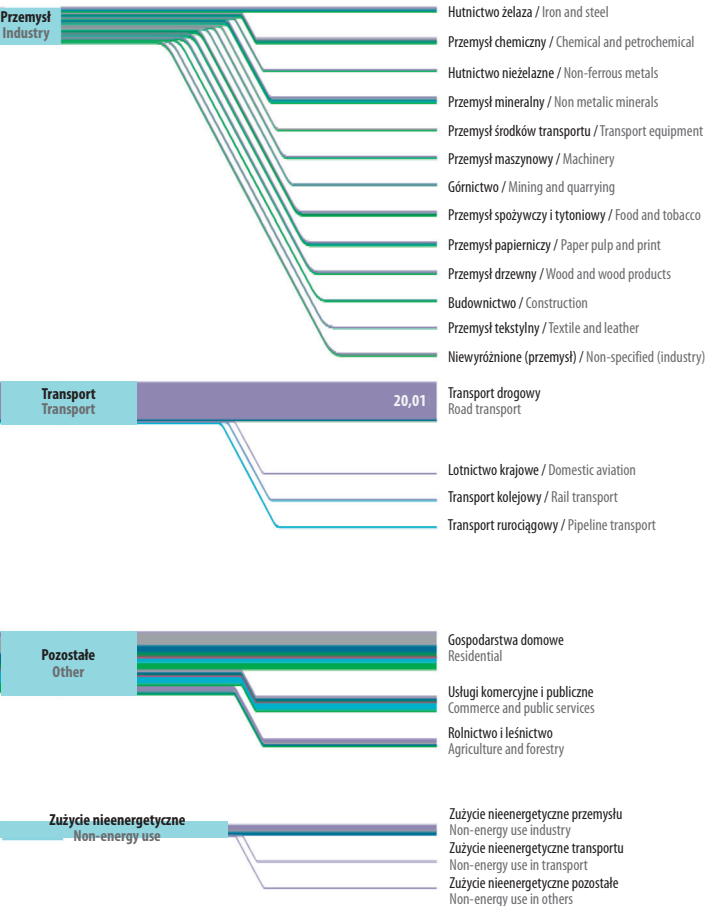 Przemysł
Industry
Hutnictwo żelaza / Iron and steel
Przemysł chemiczny / Chemical and petrochemical
Hutnictwo nieżelazne / Non-ferrous metals
Przemysł mineralny / Non metalic minerals
Przemysł środków transportu / Transport equipment
Przemysł maszynowy / Machinery
Górnictwo / Mining and quarrying
Przemysł spożywczy i tytoniowy / Food and tobacco
Przemysł papierniczy / Paper pulp and print
Przemysł drzewny / Wood and wood products
Budownictwo / Construction
Przemysł tekstylny / Textile and leather
Niewyróżnione (przemysł) / Non-specified (industry)
Transport
Transport
20,01
Transport drogowy
Road transport
Lotnictwo krajowe / Domestic aviation
Transport kolejowy / Rail transport
Transport rurociągowy / Pipeline transport
Pozostałe
Other
Gospodarstwa domowe
Residential
Usługi komercyjne i publiczne
Commerce and public services
Rolnictwo i leśnictwo
Agriculture and forestry
Zużycie nieenergetyczne
Non-energy use
Zużycie nieenergetyczne przemysłu
Non-energy use industry
Zużycie nieenergetyczne transportu
Non-energy use in transport
Zużycie nieenergetyczne pozostałe
Non-energy use in others